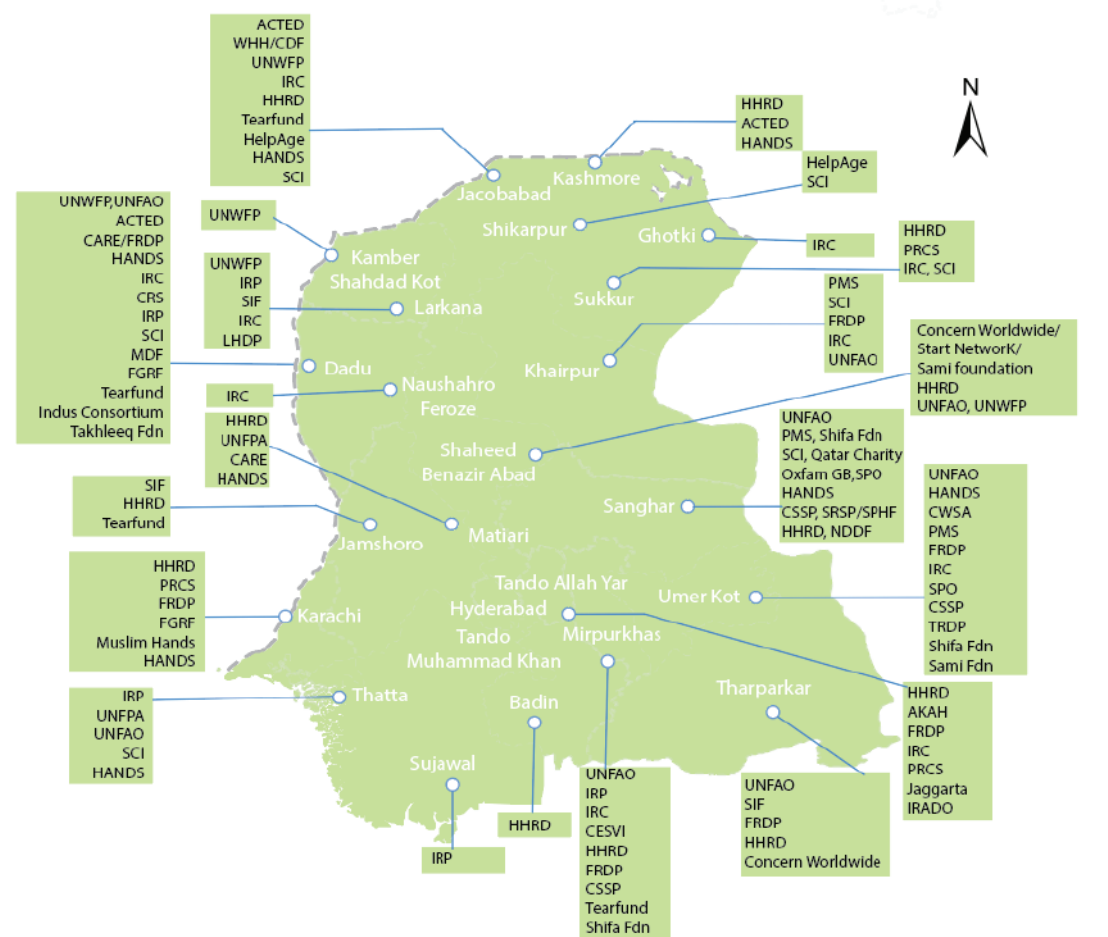 ACTED
WHH/CDF
UNWFP
IRC
HHRD
Tearfund
HelpAge
HANDS
SCI
N
HHRD
ACTED
HANDS
HelpAge
SCI
Kashmore
Jacobabad
Shikarpur
Ghotki
UNWFP,UNFAO
ACTED
CARE/FRDP
HANDS
IRC
CRS
IRP
SCI
MDF
FGRF
Tearfund
Indus Consortium
Takhleeq Fdn
UNWFP
UNWFP
IRP
SIF
IRC
LHDP
IRC
HHRD
PRCS
IRC, SCI
Kamber
Shahdad Kot
Larkana
Sukkur
PMS
SCI
FRDP
IRC
UNFAO
Dadu
Naushahro
Feroze
Khairpur
Concern Worldwide/
Start NetworK/
Sami foundation
HHRD
UNFAO, UNWFP
IRC
HHRD
UNFPA
CARE
HANDS
Shaheed
Benazir Abad
UNFAO
PMS, Shifa Fdn
SCI, Qatar Charity
Oxfam GB,SPO
HANDS
CSSP, SRSP/SPHF
HHRD, NDDF
SIF
HHRD
Tearfund
Jamshoro
Matiari
Sanghar
UNFAO
HANDS
CWSA
PMS
FRDP
IRC
SPO
CSSP
TRDP
Shifa Fdn
Sami Fdn
HHRD
PRCS
FRDP
FGRF
Muslim Hands
HANDS
Karachi
Tando Allah Yar
Hyderabad
Tando
Muhammad Khan
Mirpurkhas
Umer Kot
IRP
UNFPA
UNFAO
SCI
HANDS
Thatta
Badin
Tharparkar
HHRD
AKAH
FRDP
IRC
PRCS
Jaggarta
IRADO
Sujawal
IRP
HHRD
UNFAO
IRP
IRC
CESVI
HHRD
FRDP
CSSP
Tearfund
Shifa Fdn
UNFAO
SIF
FRDP
HHRD
Concern Worldwide